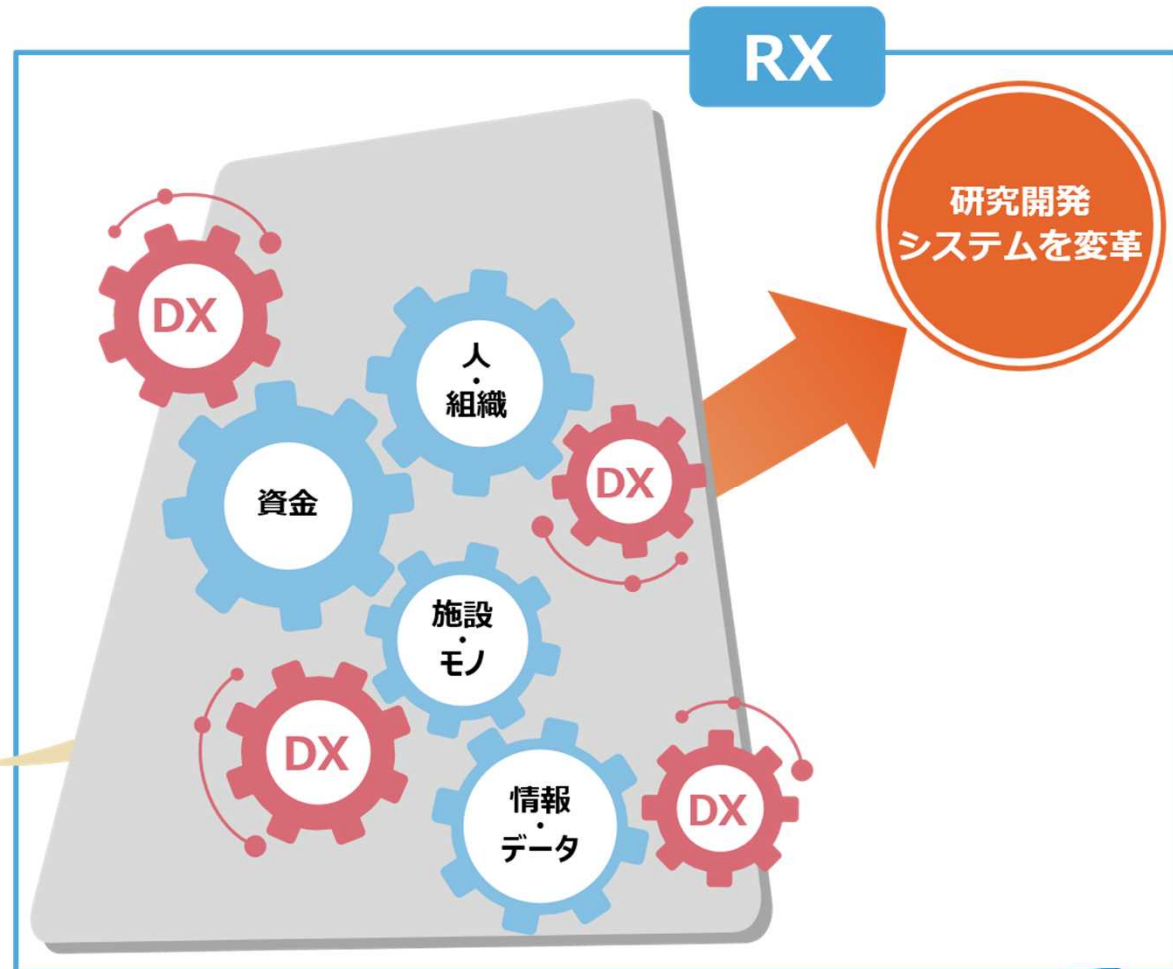 RX
研究開発
システムを変革
DX
人
・
組織
資金
DX
施設
・
モノ
DX
情報
・
データ
DX